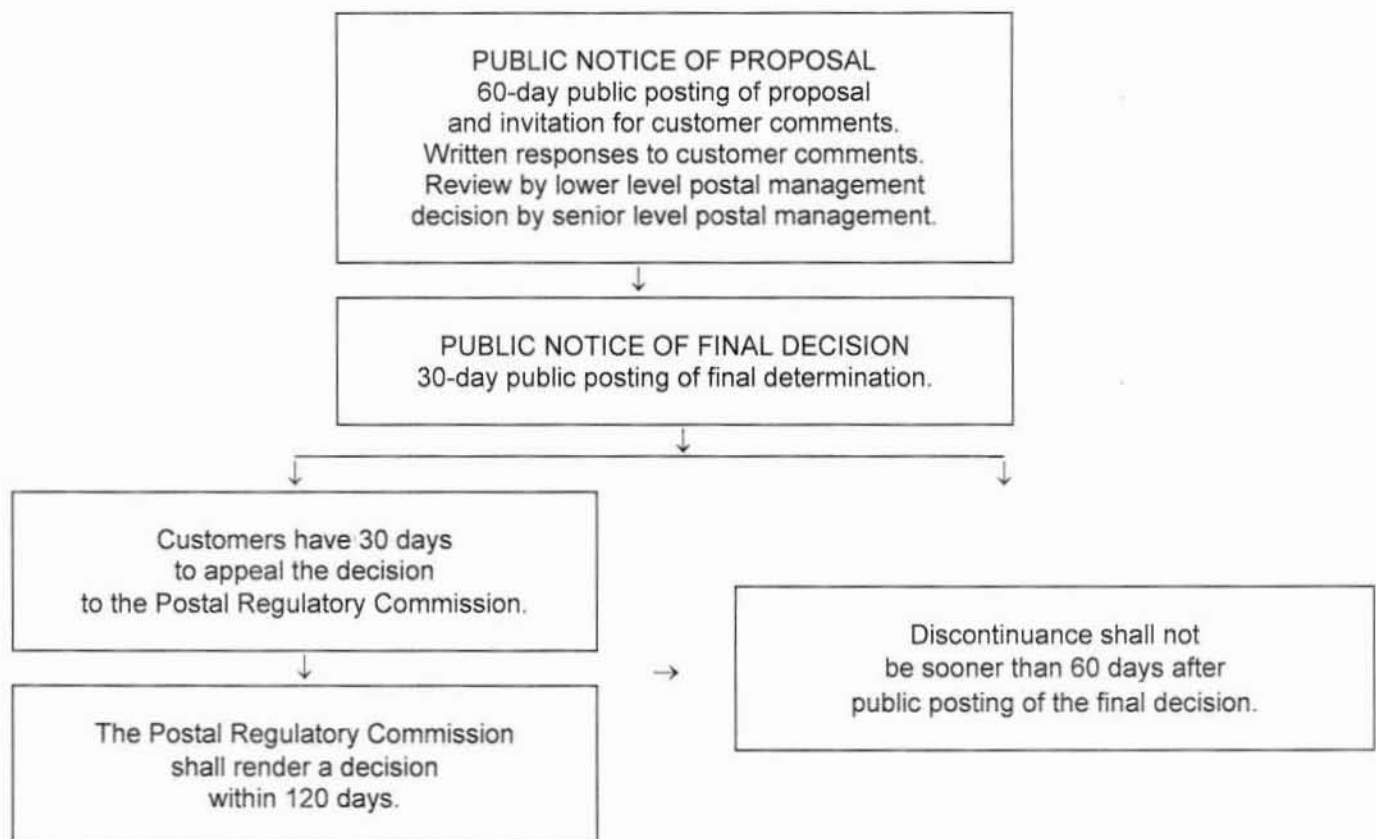 PUBLIC NOTICE OF PROPOSAL
60-day public posting of proposal
and invitation for customer comments.
Written responses to customer comments.
Review by lower level postal management
decision by senior level postal management.
PUBLIC NOTICE OF FINAL DECISION
30-day public posting of final determination.
Customers have 30 days
to appeal the decision
to the Postal Regulatory Commission.
The Postal Regulatory Commission
shall render a decision
within 120 days.
Discontinuance shall not
be sooner than 60 days after
public posting of the final decision.